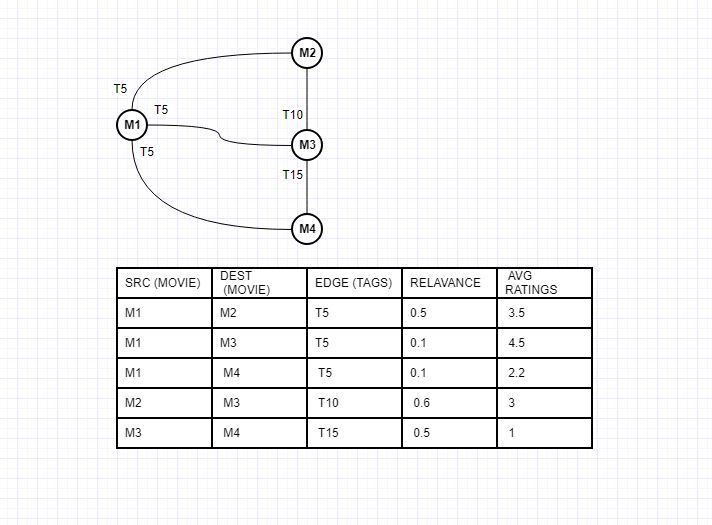 M2
T5
T5
T10
M1
M3
T5
T15
M4
SRC (MOVIE) DEST (MOVIE) EDGE (TAGS) RELAVANCE AVG RATINGS
M1 M2 T5 0.5 3.5
M1 M3 T5 0.1 4.5
M1 M4 T5 0.1 2.2
M2 M3 T10 0.6 3
M3 M4 T15 0.5 1